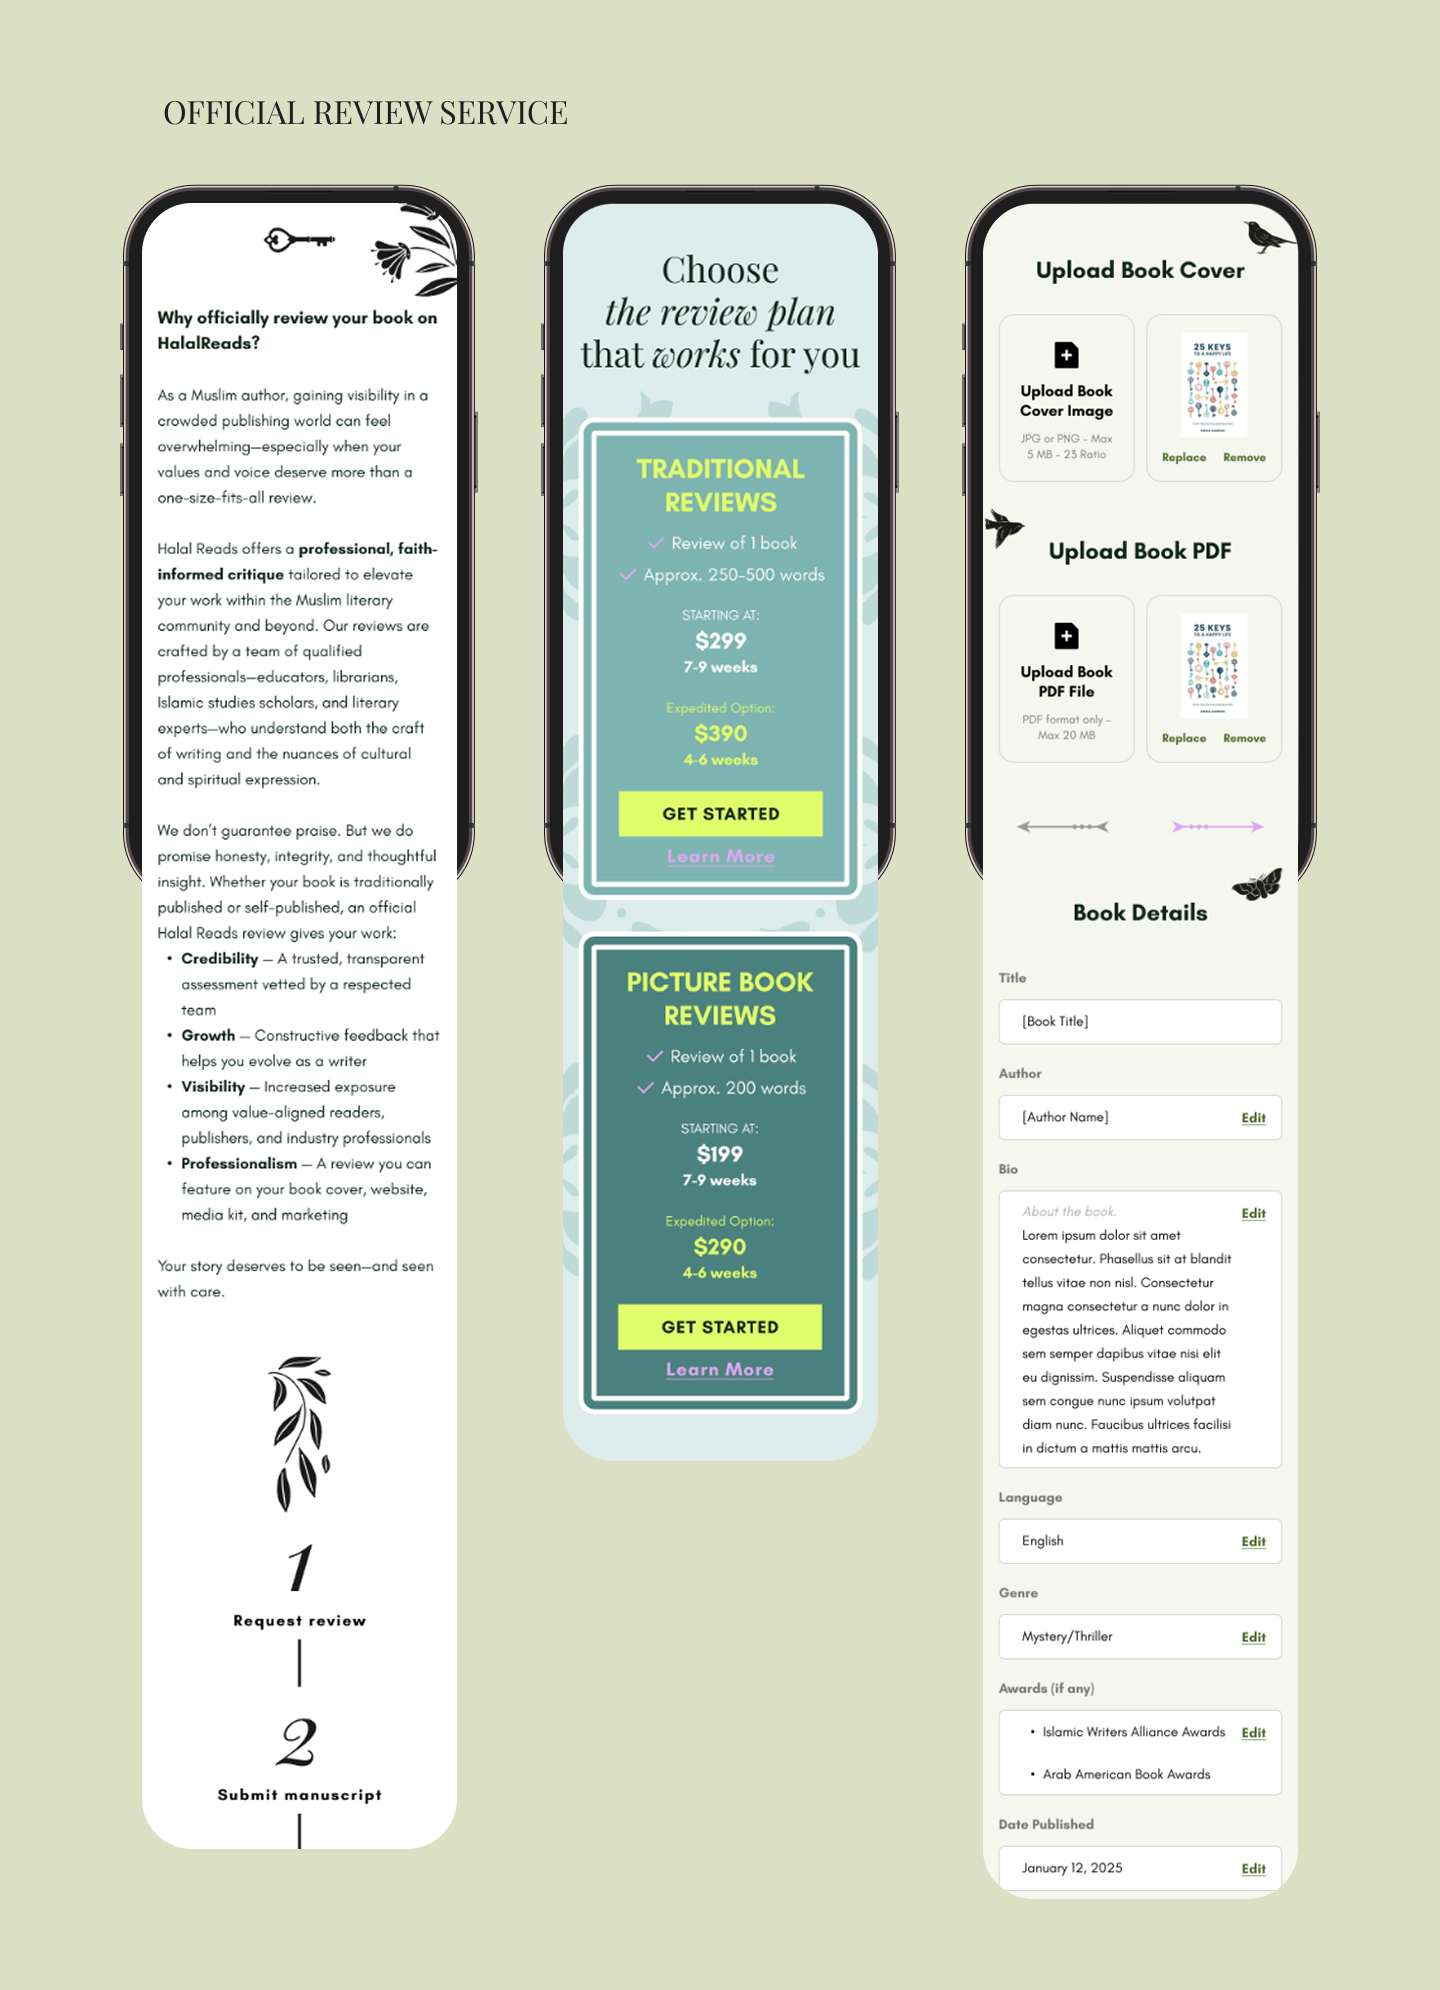 OFFICIAL REVIEW SERVICE
Why officially review your book on
HalalReads?
As a Muslim author, gaining visibility in a
crowded publishing world can feel
overwhelming—especially when your
values and voice deserve more than a
one-size-fits-all review.
Halal Reads offers a professional, faith-
informed critique tailored to elevate
your work within the Muslim literary
community and beyond. Our reviews are
crafted by a team of qualified
professionals—educators, librarians,
Islamic studies scholars, and literary
experts—who understand both the craft
of writing and the nuances of cultural
and spiritual expression.
We don't guarantee praise. But we do
promise honesty, integrity, and thoughtful
insight. Whether your book is traditionally
published or self-published, an official
Halal Reads review gives your work:
• Credibility — A trusted, transparent
assessment vetted by a respected
team
• Growth — Constructive feedback that
helps you evolve as a writer
• Visibility — Increased exposure
among value-aligned readers,
publishers, and industry professionals
• Professionalism — A review you can
feature on your book cover, website,
media kit, and marketing
Your story deserves to be seen—and seen
with care.
1
Request review
2
Submit manuscript
Choose
the review plan
that works for you
TRADITIONAL
REVIEWS
Review of 1 book
Approx. 250-500 words
STARTING AT:
$299
7-9 weeks
Expedited Option:
$390
4-6 weeks
GET STARTED
Learn More
PICTURE BOOK
REVIEWS
Review of 1 book
Approx. 200 words
STARTING AT:
$199
7-9 weeks
Expedited Option:
$290
4-6 weeks
GET STARTED
Learn More
Upload Book Cover
Upload Book
Cover Image
JPG or PNG - Max
5 MB - 23 Ratio
25 KEYS
TO A HAPPY LIFE
Replace Remove
Upload Book PDF
Upload Book
PDF File
PDF format only -
Max 20 MB
25 KEYS
TO A HAPPY LIFE
Replace Remove
Book Details
Title
[Book Title]
Author
[Author Name] Edit
Bio
About the book. Edit
Lorem ipsum dolor sit amet
consectetur. Phasellus sit at blandit
tellus vitae non nisl. Consectetur
magna consectetur a nunc dolor in
egestas ultrices. Aliquet commodo
sem semper dapibus vitae nisi elit
eu dignissim. Suspendisse aliquam
sem congue nunc ipsum volutpat
diam nunc. Faucibus ultrices facilisi
in dictum a mattis mattis arcu.
Language
English Edit
Genre
Mystery/Thriller Edit
Awards (if any)
• Islamic Writers Alliance Awards Edit
• Arab American Book Awards
Date Published
January 12, 2025 Edit